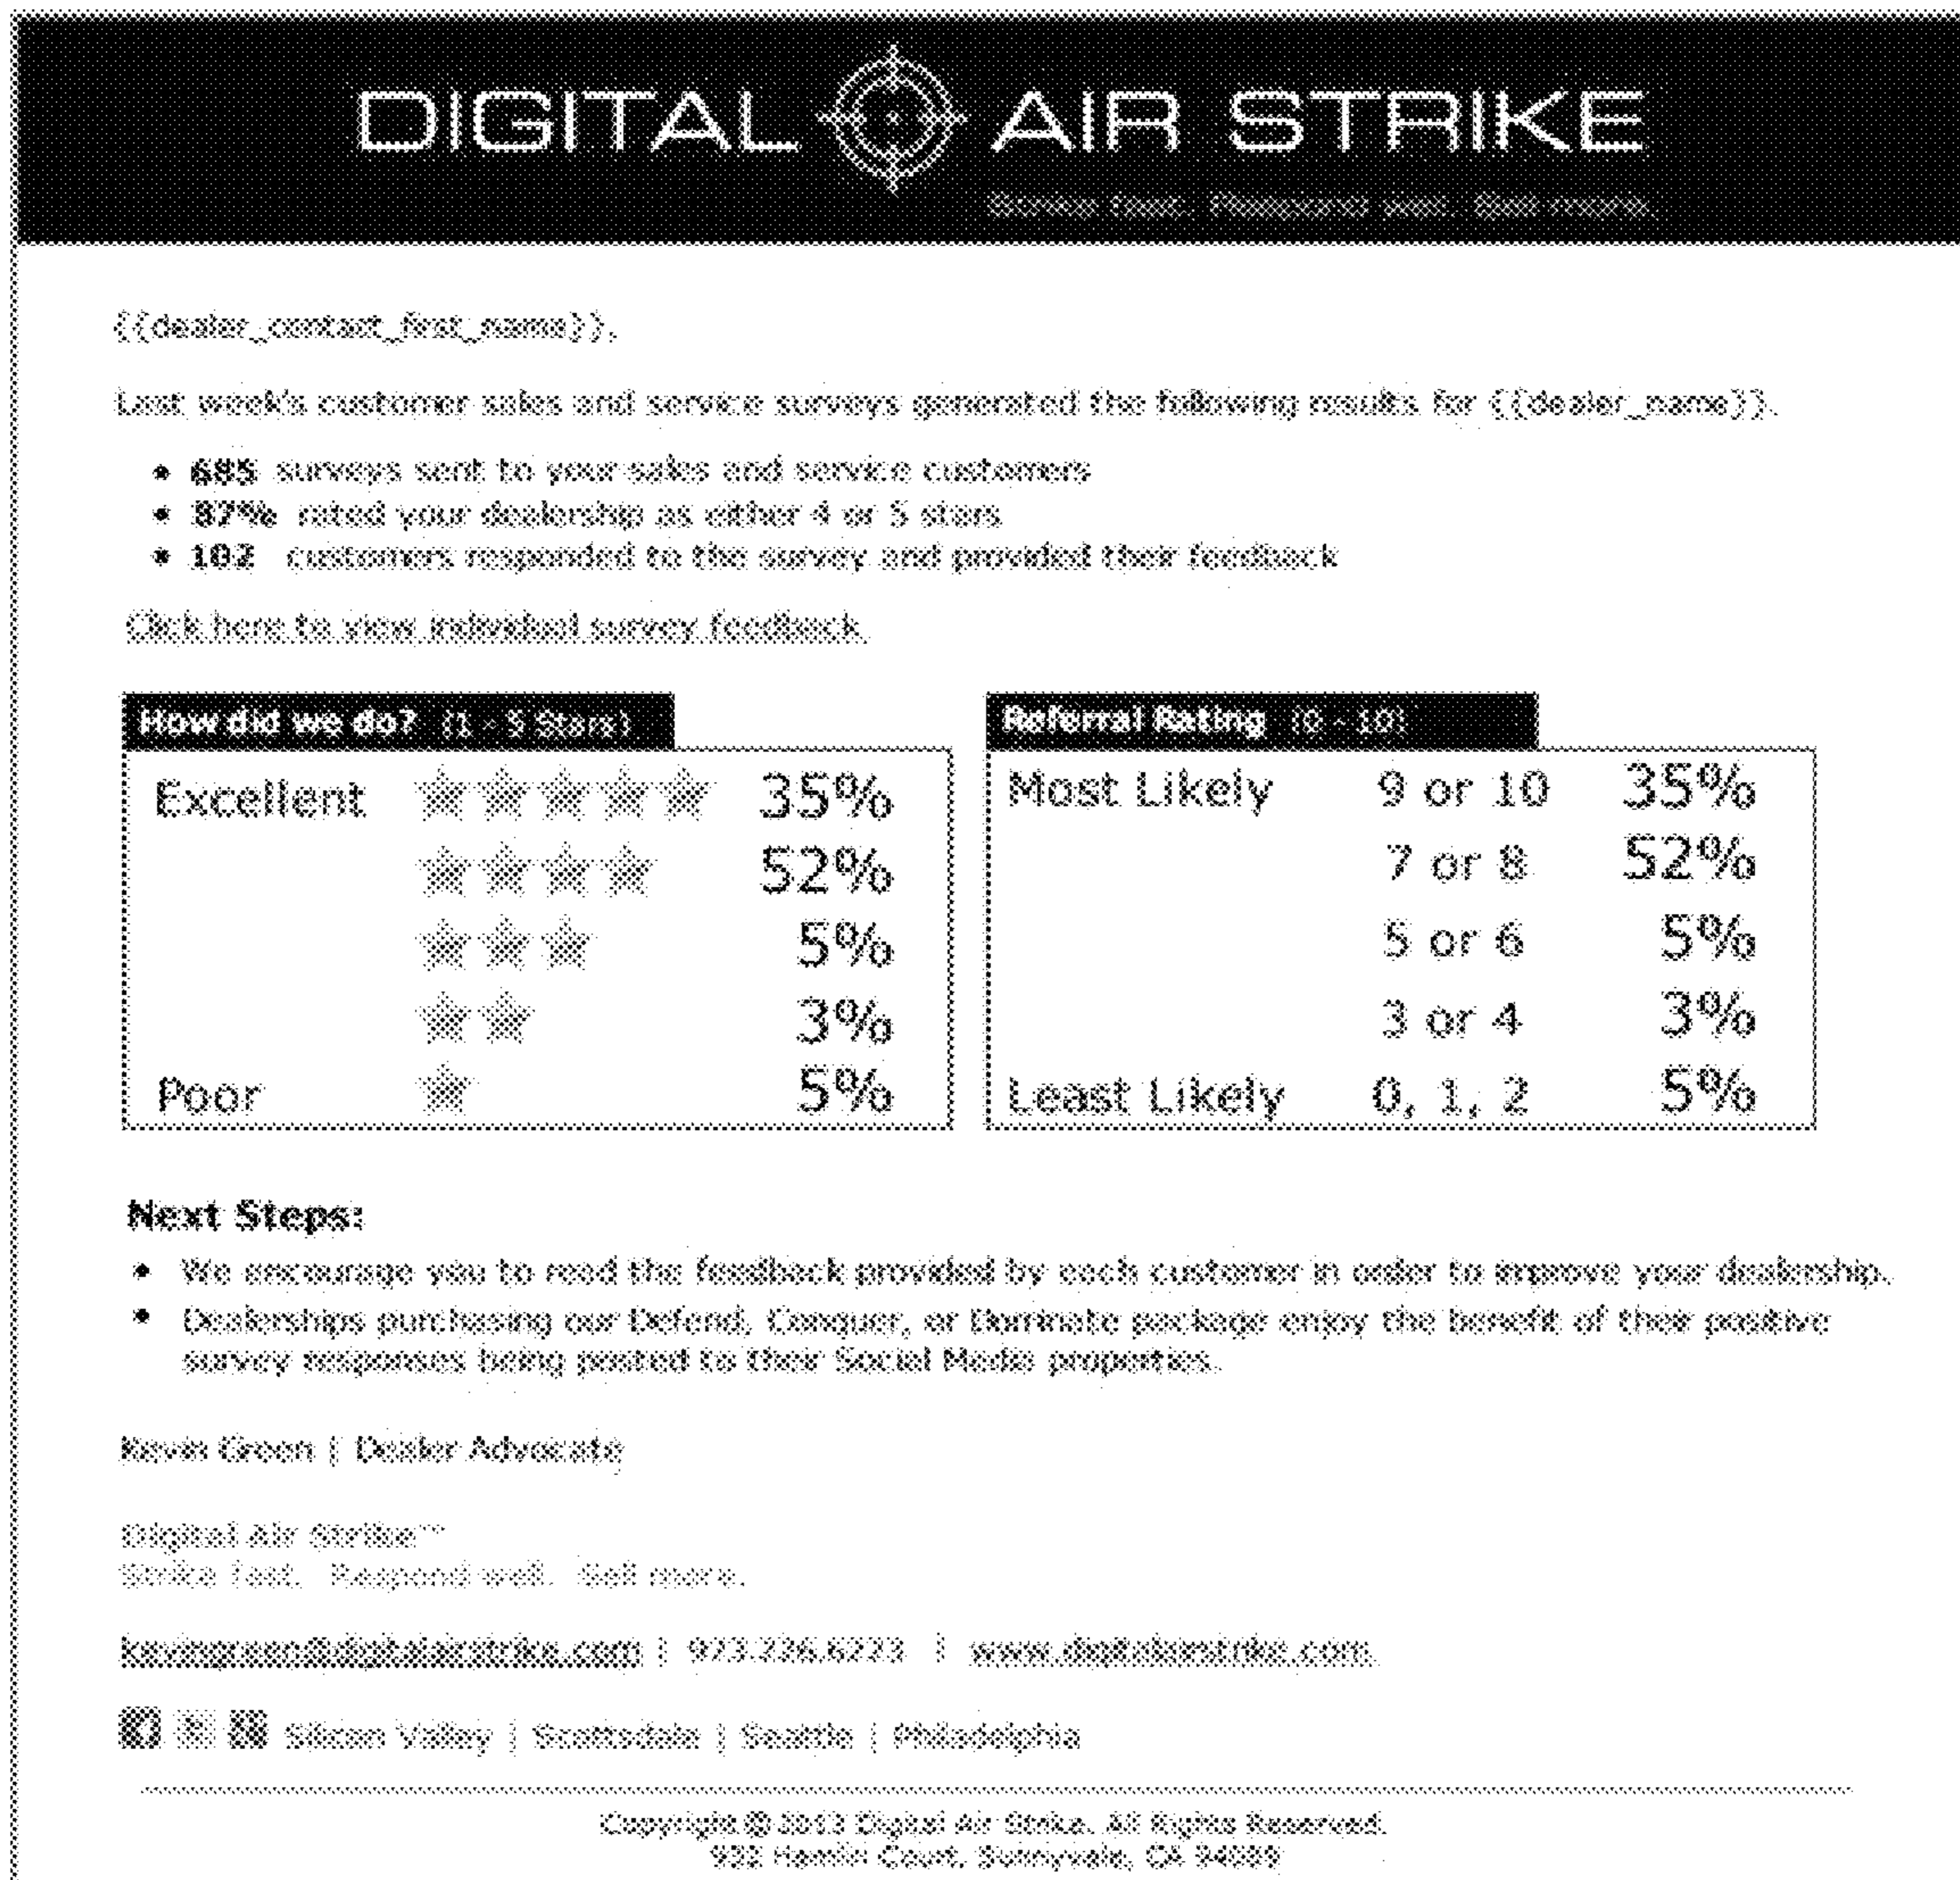 DIGITAL AIR STRIKE
Strike fast. Respond well. Sell more.
{{dealer_contact_first_name}},
Last week's customer sales and service surveys generated the following results for {{dealer_name}}.
• 685 surveys sent to your sales and service customers
• 87% rated your dealership as either 4 or 5 stars
• 102 customers responded to the survey and provided their feedback
Click here to view individual survey feedback.
How did we do? (1 - 5 Stars)
Excellent ★★★★★ 35%
★★★★ 52%
★★★ 5%
★★ 3%
Poor ★ 5%
Referral Rating (0 - 10)
Most Likely 9 or 10 35%
7 or 8 52%
5 or 6 5%
3 or 4 3%
Least Likely 0, 1, 2 5%
Next Steps:
• We encourage you to read the feedback provided by each customer in order to improve your dealership.
• Dealerships purchasing our Defend, Conquer, or Dominate package enjoy the benefit of their positive
survey responses being posted to their Social Media properties.
Kevin Green | Dealer Advocate
Digital Air Strike™
Strike fast. Respond well. Sell more.
kevingreen@digitalairstrike.com | | www.digitalairstrike.com
Silicon Valley | Scottsdale | Seattle | Philadelphia
Copyright © Digital Air Strike. All Rights Reserved.
Court, Sunnyvale, CA